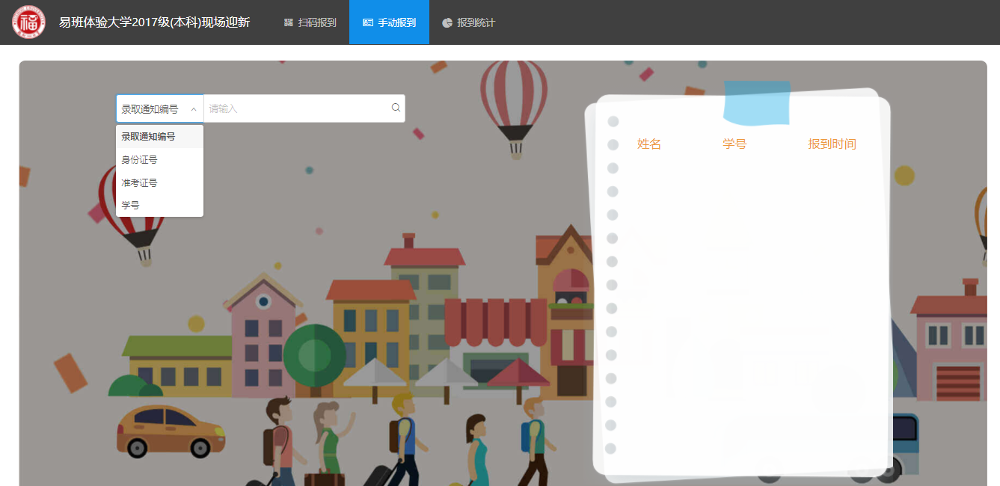 福
易班体验大学2017级(本科)现场迎新
扫码报到
手动报到
报到统计
录取通知编号
请输入
录取通知编号
身份证号
准考证号
学号
姓名
学号
报到时间